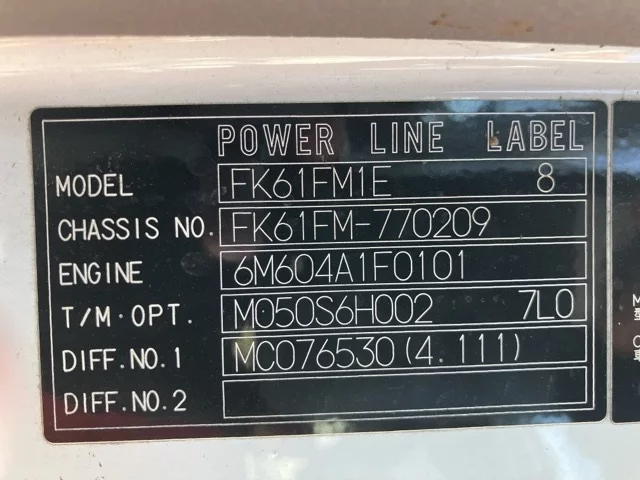 POWER LINE LABEL
MODEL FK61FM1E 8
CHASSIS NO. FK61FM-770209
ENGINE 6M604A1F0101
T/M·OPT. M050S6H002 7L0
DIFF.NO.1 MC076530(4.111)
DIFF.NO.2